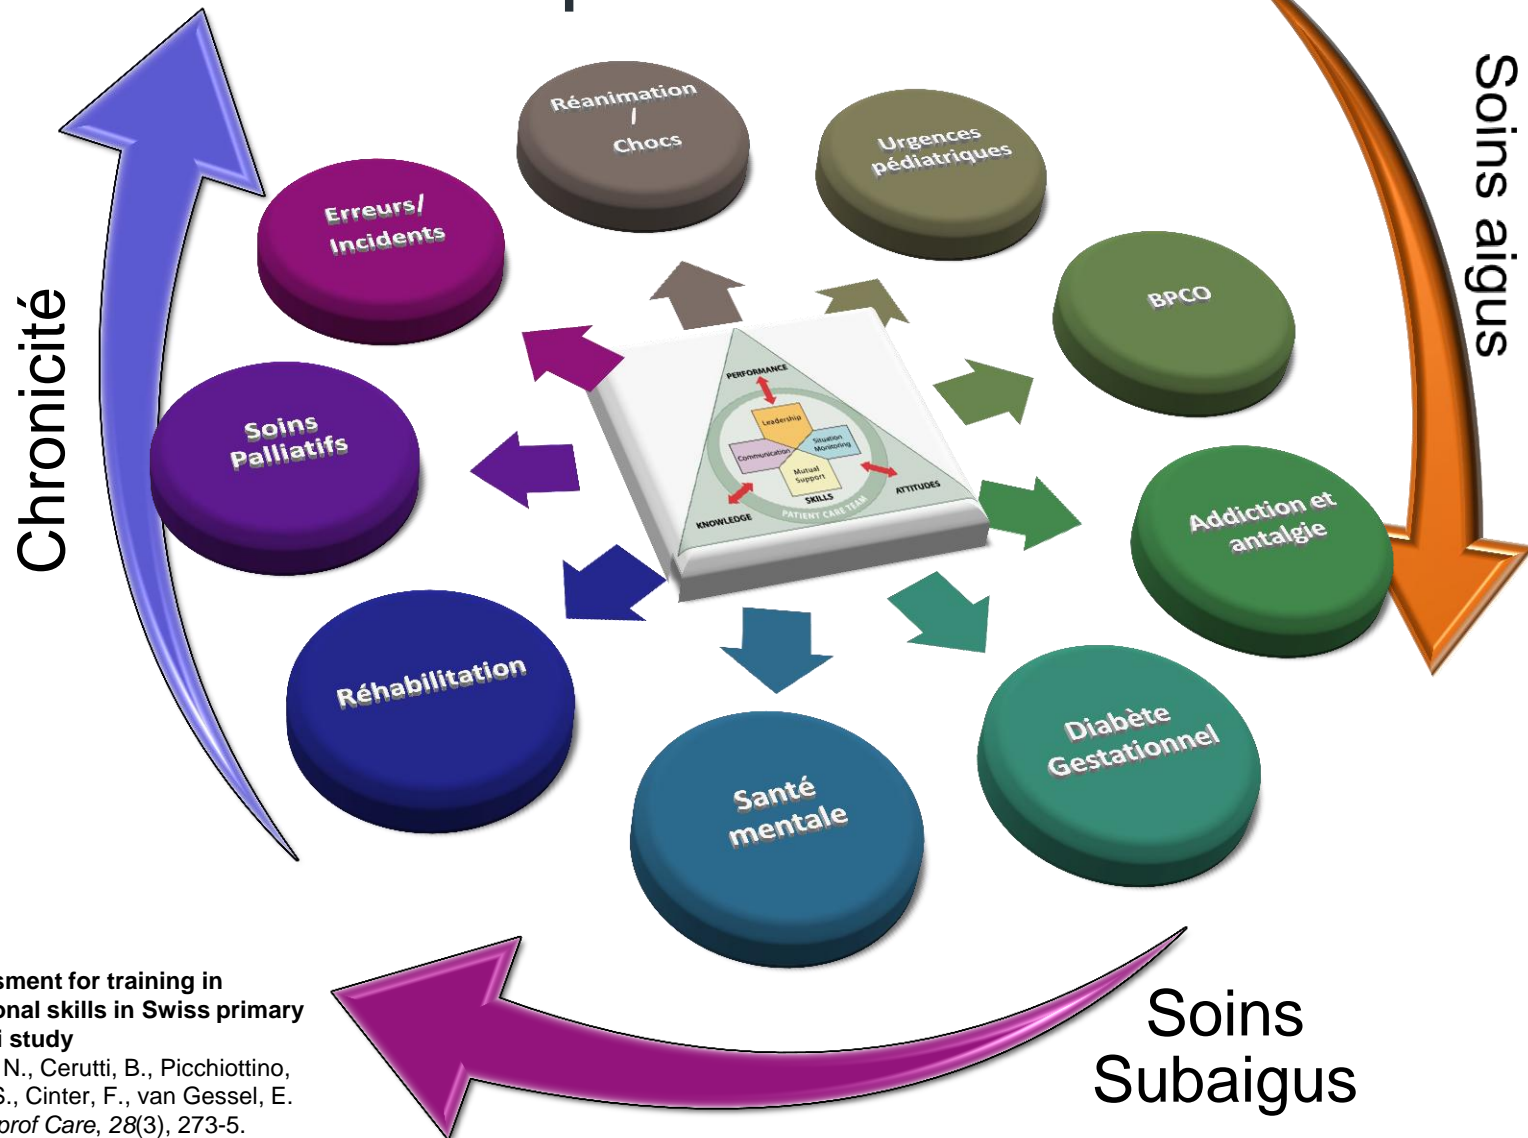 Réanimation
/
Chocs
Urgences
pédiatriques
Erreurs/
Incidents
BPCO
Soins aigus
Chronicité
Soins
Palliatifs
PERFORMANCE
Leadership
Communication
Situation
Monitoring
Mutual
Support
SKILLS
ATTITUDES
KNOWLEDGE
PATIENT CARE TEAM
Addiction et
antalgie
Réhabilitation
Diabète
Gestationnel
Santé
mentale
Soins
Subaigus
sment for training in
onal skills in Swiss primary
i study
N., Cerutti, B., Picchiottino,
S., Cinter, F., van Gessel, E.
prof Care, 28(3), 273-5.